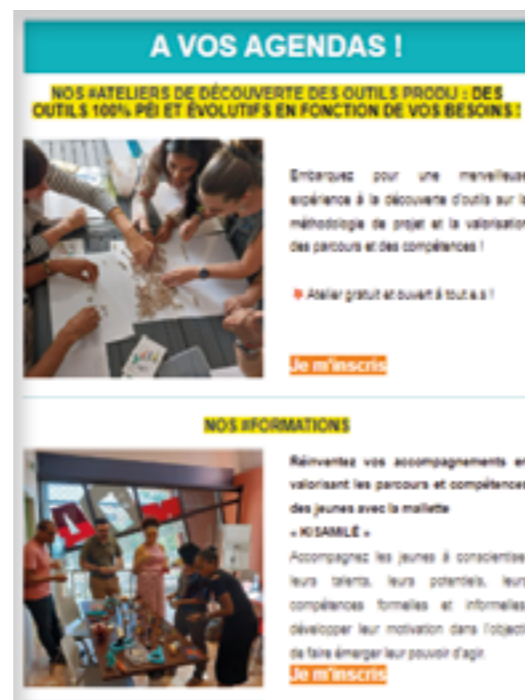 A VOS AGENDAS !
NOS #ATELIERS DE DÉCOUVERTE DES OUTILS PRODIJ : DES
OUTILS 100% PÉI ET ÉVOLUTIFS EN FONCTION DE VOS BESOINS !
Embarquez pour une merveilleuse
expérience à la découverte d'outils sur la
méthodologie de projet et la valorisation
des parcours et des compétences !
Atelier gratuit et ouvert à tout.e.s !
Je m'inscris
NOS #FORMATIONS
Réinventez vos accompagnements en
valorisant les parcours et compétences
des jeunes avec la mallette
« KISAMILÉ »
Accompagnez les jeunes à conscientiser
leurs talents, leurs potentiels, leurs
compétences formelles et informelles,
développer leur motivation dans l'objectif
de faire émerger leur pouvoir d'agir.
Je m'inscris